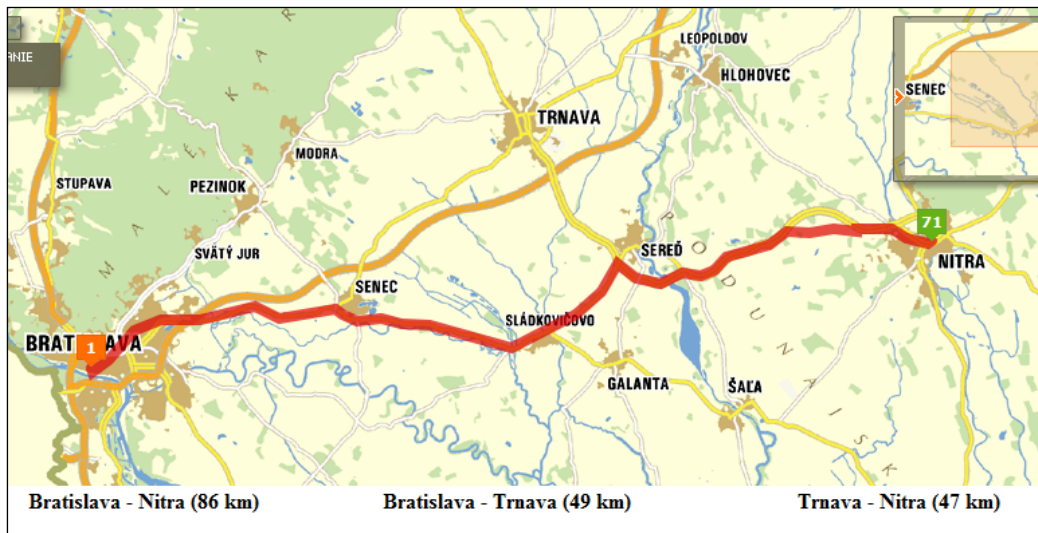 ANIE
LEOPOLDOV
HLOHOVEC
SENEC
TRNAVA
K A R
MODRA
STUPAVA
PEZINOK
M A L É
SVÄTÝ JUR
SEREĎ
71
NITRA
P O D U N A J S K
SENEC
SLÁDKOVIČOVO
BRATISLAVA
1
GALANTA
ŠAĽA
Bratislava - Nitra (86 km)
Bratislava - Trnava (49 km)
Trnava - Nitra (47 km)